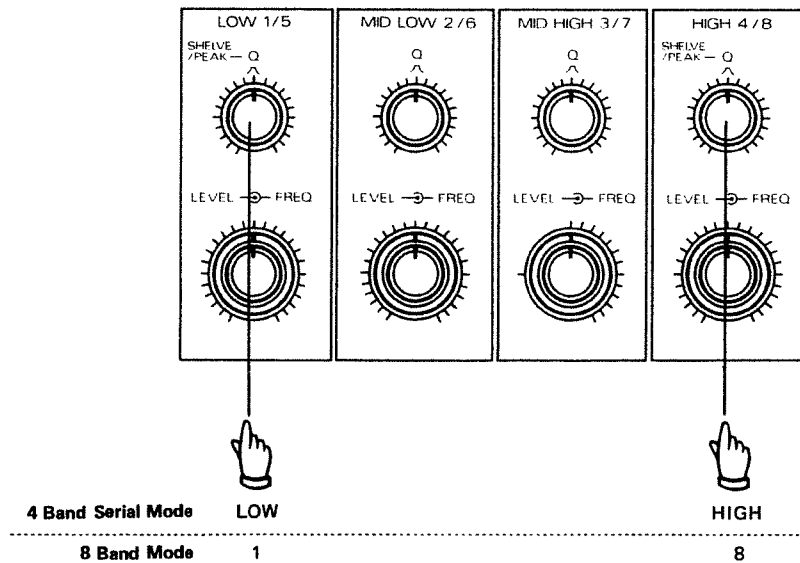 LOW 1/5 MID LOW 2/6 MID HIGH 3/7 HIGH 4/8
SHELVE
/PEAK — Q Q Q SHELVE
/PEAK — Q
LEVEL FREQ LEVEL FREQ LEVEL FREQ LEVEL FREQ
4 Band Serial Mode LOW HIGH
8 Band Mode 1 8